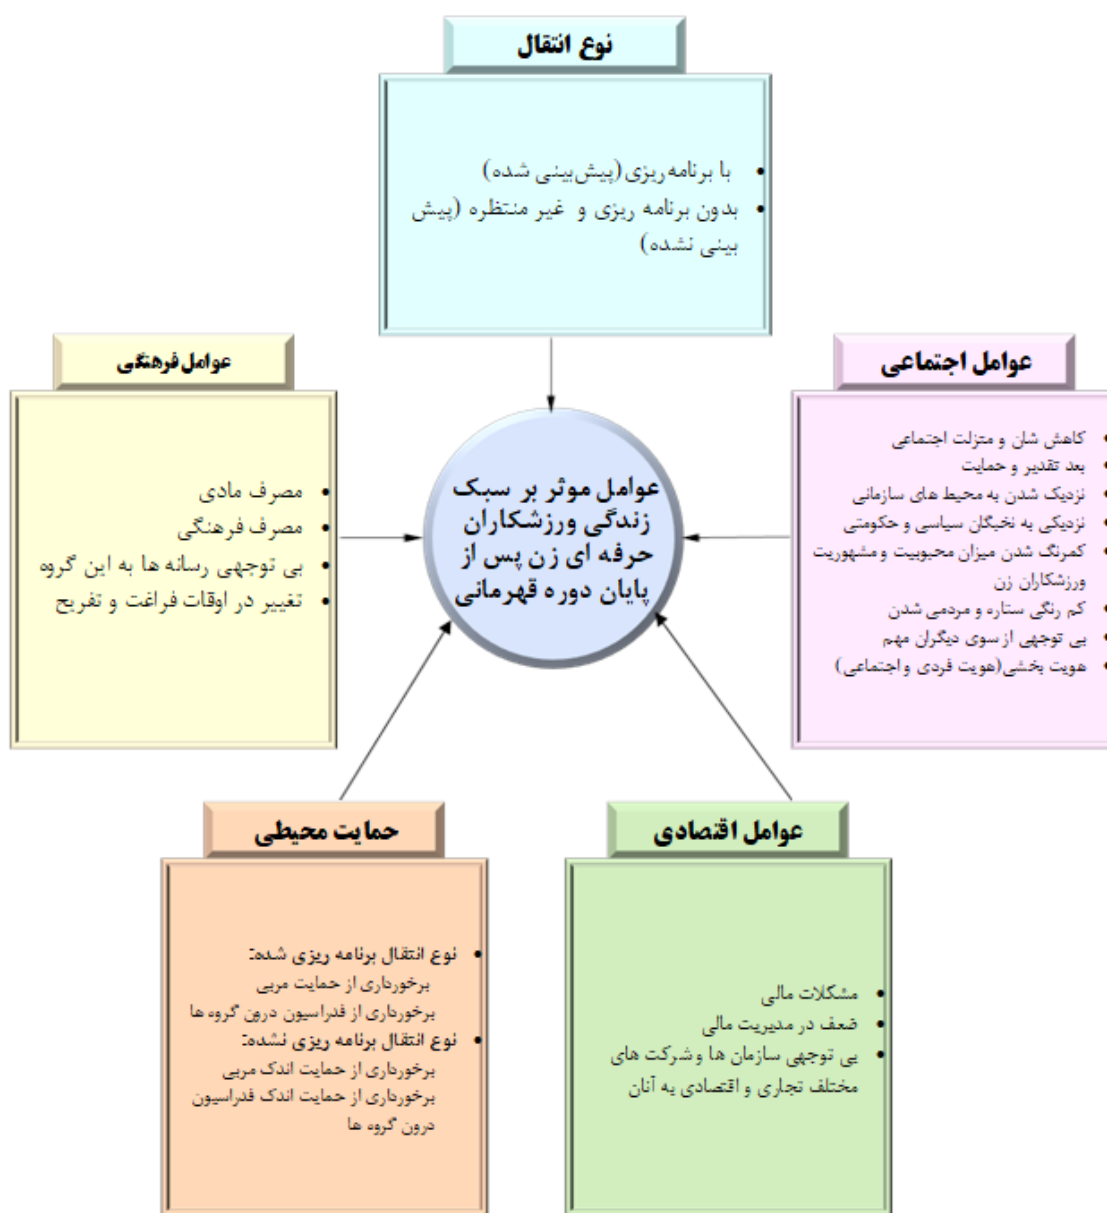 نوع انتقال
با برنامه‌ریزی(پیش‌بینی شده)
بدون برنامه ریزی و غیر منتظره (پیش
بینی نشده)
عوامل اجتماعی
کاهش شان و منزلت اجتماعی
بعد تقدیر و حمایت
نزدیک شدن به محیط های سازمانی
نزدیکی به نخبگان سیاسی و حکومتی
کمرنگ شدن میزان محبوبیت و مشهوریت
ورزشکاران زن
کم رنگی ستاره و مردمی شدن
بی توجهی از سوی دیگران مهم
هویت بخشی(هویت فردی و اجتماعی)
عوامل موثر بر سبک
زندگی ورزشکاران
حرفه ای زن پس از
پایان دوره قهرمانی
عوامل فرهنگی
مصرف مادی
مصرف فرهنگی
بی توجهی رسانه ها به این گروه
تغییر در اوقات فراغت و تفریح
عوامل اقتصادی
مشکلات مالی
ضعف در مدیریت مالی
بی توجهی سازمان ها و شرکت های
مختلف تجاری و اقتصادی به آنان
حمایت محیطی
نوع انتقال برنامه ریزی شده:
برخورداری از حمایت مربی
برخورداری از فدراسیون درون گروه ها
نوع انتقال برنامه ریزی نشده:
برخورداری از حمایت اندک مربی
برخورداری از حمایت اندک فدراسیون
درون گروه ها